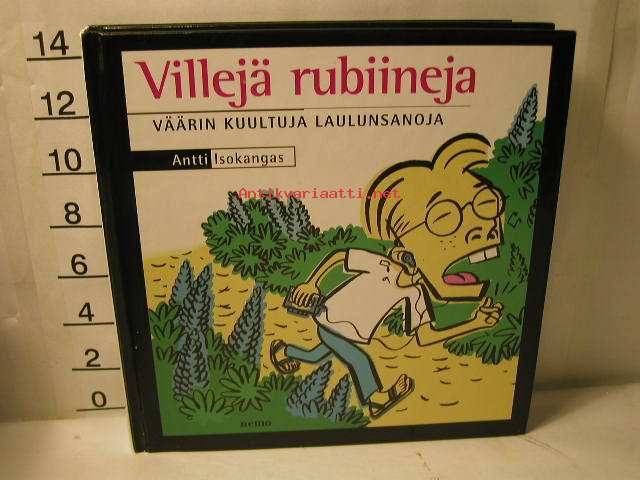 Villejä rubiineja
VÄÄRIN KUULTUJA LAULUNSANOJA
Antti Isokangas
Antikvariaatti.net
nemo
14
12
10
8
6
4
2
0